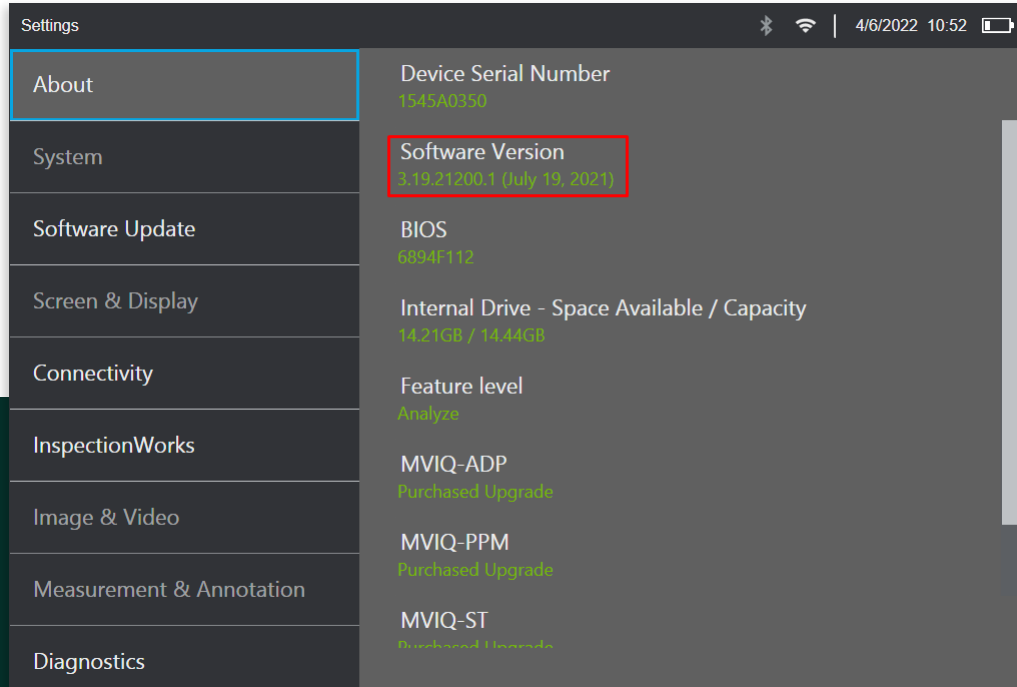 Settings
4/6/2022 10:52
About
System
Software Update
Screen & Display
Connectivity
InspectionWorks
Image & Video
Measurement & Annotation
Diagnostics
Device Serial Number
1545A0350
Software Version
3.19.21200.1 (July 19, 2021)
BIOS
6894F112
Internal Drive - Space Available / Capacity
14.21GB / 14.44GB
Feature level
Analyze
MVIQ-ADP
Purchased Upgrade
MVIQ-PPM
Purchased Upgrade
MVIQ-ST
Purchased Upgrade